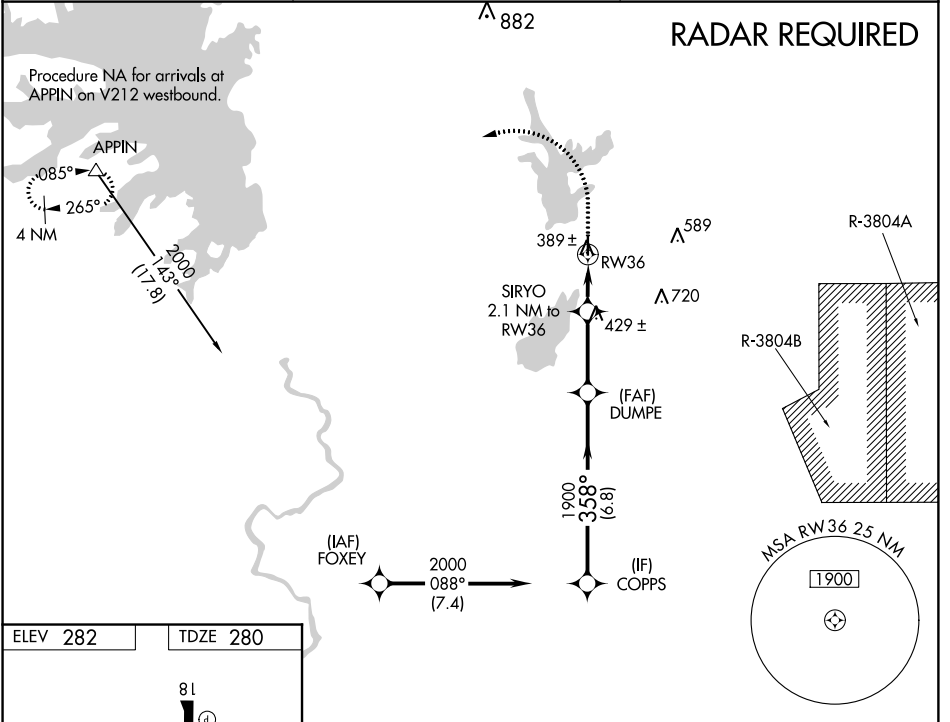 882
RADAR REQUIRED
Procedure NA for arrivals at
APPIN on V212 westbound.
APPIN
085°
265°
4 NM
2000
143°
(17.8)
389 ±
RW36
589
R-3804A
SIRYO
2.1 NM to
RW36
720
429 ±
R-3804B
(FAF)
DUMPE
1900
358°
(6.8)
(IAF)
FOXEY
2000
088°
(7.4)
(IF)
COPPS
MSA RW36 25 NM
1900
ELEV 282
TDZE 280
18
P